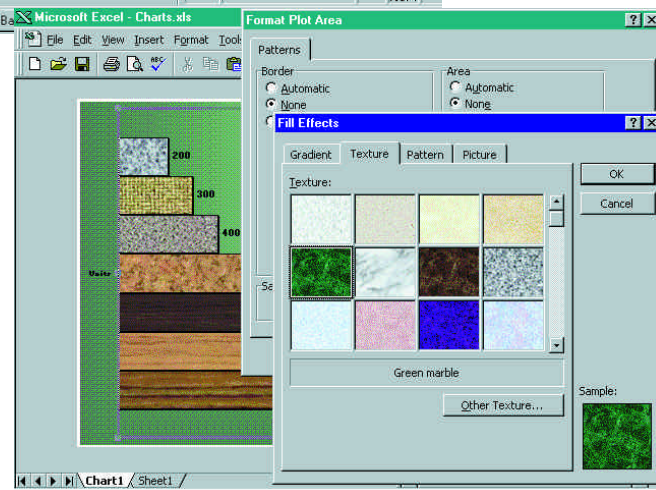 Microsoft Excel - Charts.xls
File Edit View Insert Format
200
300
400
Units
Chart1 Sheet1
Format Plot Area
Patterns
Border
Automatic
None
Area
Automatic
None
Fill Effects
Gradient Texture Pattern Picture
Texture:
Green marble
Other Texture...
OK
Cancel
Sample: